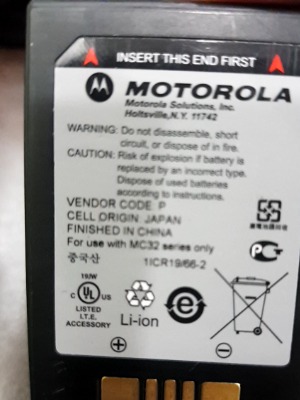 INSERT THIS END FIRST
MOTOROLA
Motorola Solutions, Inc.
Holtsville, N.Y. 11742
WARNING: Do not disassemble, short
circuit, or dispose of in fire.
CAUTION: Risk of explosion if battery is
replaced by an incorrect type.
Dispose of used batteries
according to instructions.
VENDOR CODE: P
CELL ORIGIN: JAPAN
FINISHED IN CHINA
For use with MC32 series only
중국산 1ICR19/66-2
19JW
C UL US
LISTED
I.T.E.
ACCESSORY
Li-ion